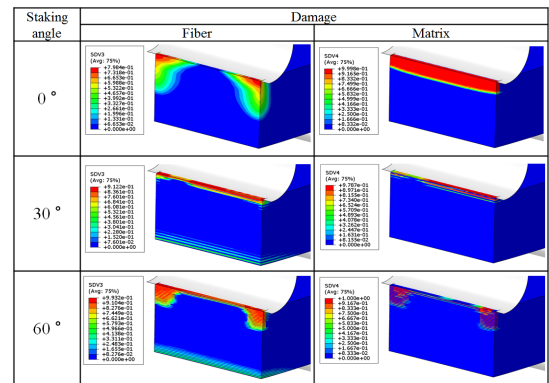 Staking
angle
Damage
Fiber
Matrix
0 °
SDV3
(Avg: 75%)
+7.984e-01
+7.318e-01
+6.653e-01
+5.988e-01
+5.322e-01
+4.657e-01
+3.992e-01
+3.327e-01
+2.661e-01
+1.996e-01
+1.331e-01
+6.653e-02
+0.000e+00
SDV4
(Avg: 75%)
+9.998e-01
+9.165e-01
+8.332e-01
+7.499e-01
+6.666e-01
+5.832e-01
+4.999e-01
+4.166e-01
+3.333e-01
+2.500e-01
+1.666e-01
+8.332e-02
+0.000e+00
30 °
SDV3
(Avg: 75%)
+9.122e-01
+8.361e-01
+7.601e-01
+6.841e-01
+6.081e-01
+5.321e-01
+4.561e-01
+3.801e-01
+3.041e-01
+2.280e-01
+1.520e-01
+7.601e-02
+0.000e+00
SDV4
(Avg: 75%)
+9.787e-01
+8.971e-01
+8.155e-01
+7.340e-01
+6.524e-01
+5.709e-01
+4.893e-01
+4.078e-01
+3.262e-01
+2.447e-01
+1.631e-01
+8.155e-02
+0.000e+00
60 °
SDV3
(Avg: 75%)
+9.932e-01
+9.104e-01
+8.276e-01
+7.449e-01
+6.621e-01
+5.793e-01
+4.966e-01
+4.138e-01
+3.311e-01
+2.483e-01
+1.655e-01
+8.276e-02
+0.000e+00
SDV4
(Avg: 75%)
+1.000e+00
+9.167e-01
+8.333e-01
+7.500e-01
+6.667e-01
+5.833e-01
+5.000e-01
+4.167e-01
+3.333e-01
+2.500e-01
+1.667e-01
+8.333e-02
+0.000e+00